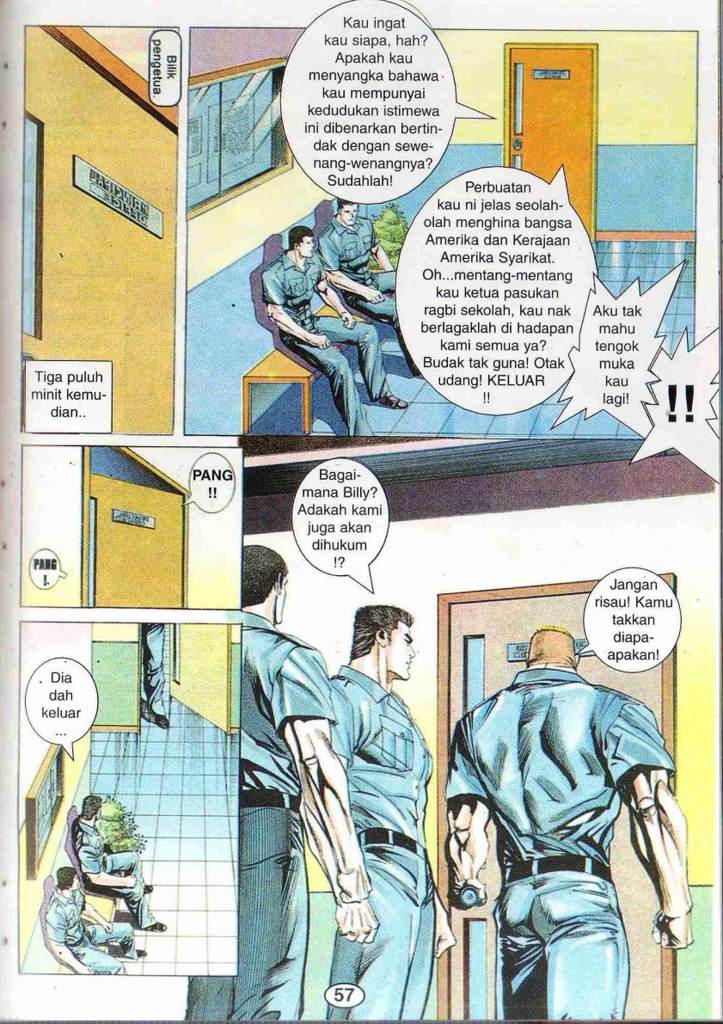 Bilik
pengetua.
Tiga puluh
minit kemu-
dian..
Kau ingat
kau siapa, hah?
Apakah kau
menyangka bahawa
kau mempunyai
kedudukan istimewa
ini dibenarkan bertin-
dak dengan sewe-
nang-wenangnya?
Sudahlah!
Perbuatan
kau ni jelas seolah-
olah menghina bangsa
Amerika dan Kerajaan
Amerika Syarikat.
Oh...mentang-mentang
kau ketua pasukan
ragbi sekolah, kau nak
berlagaklah di hadapan
kami semua ya?
Budak tak guna! Otak
udang! KELUAR
!!
Aku tak
mahu
tengok
muka
kau
lagi!
!!
PANG
!!
PANG
!.
Dia
dah
keluar
...
Bagai-
mana Billy?
Adakah kami
juga akan
dihukum
!?
Jangan
risau! Kamu
takkan
diapa-
apakan!
57